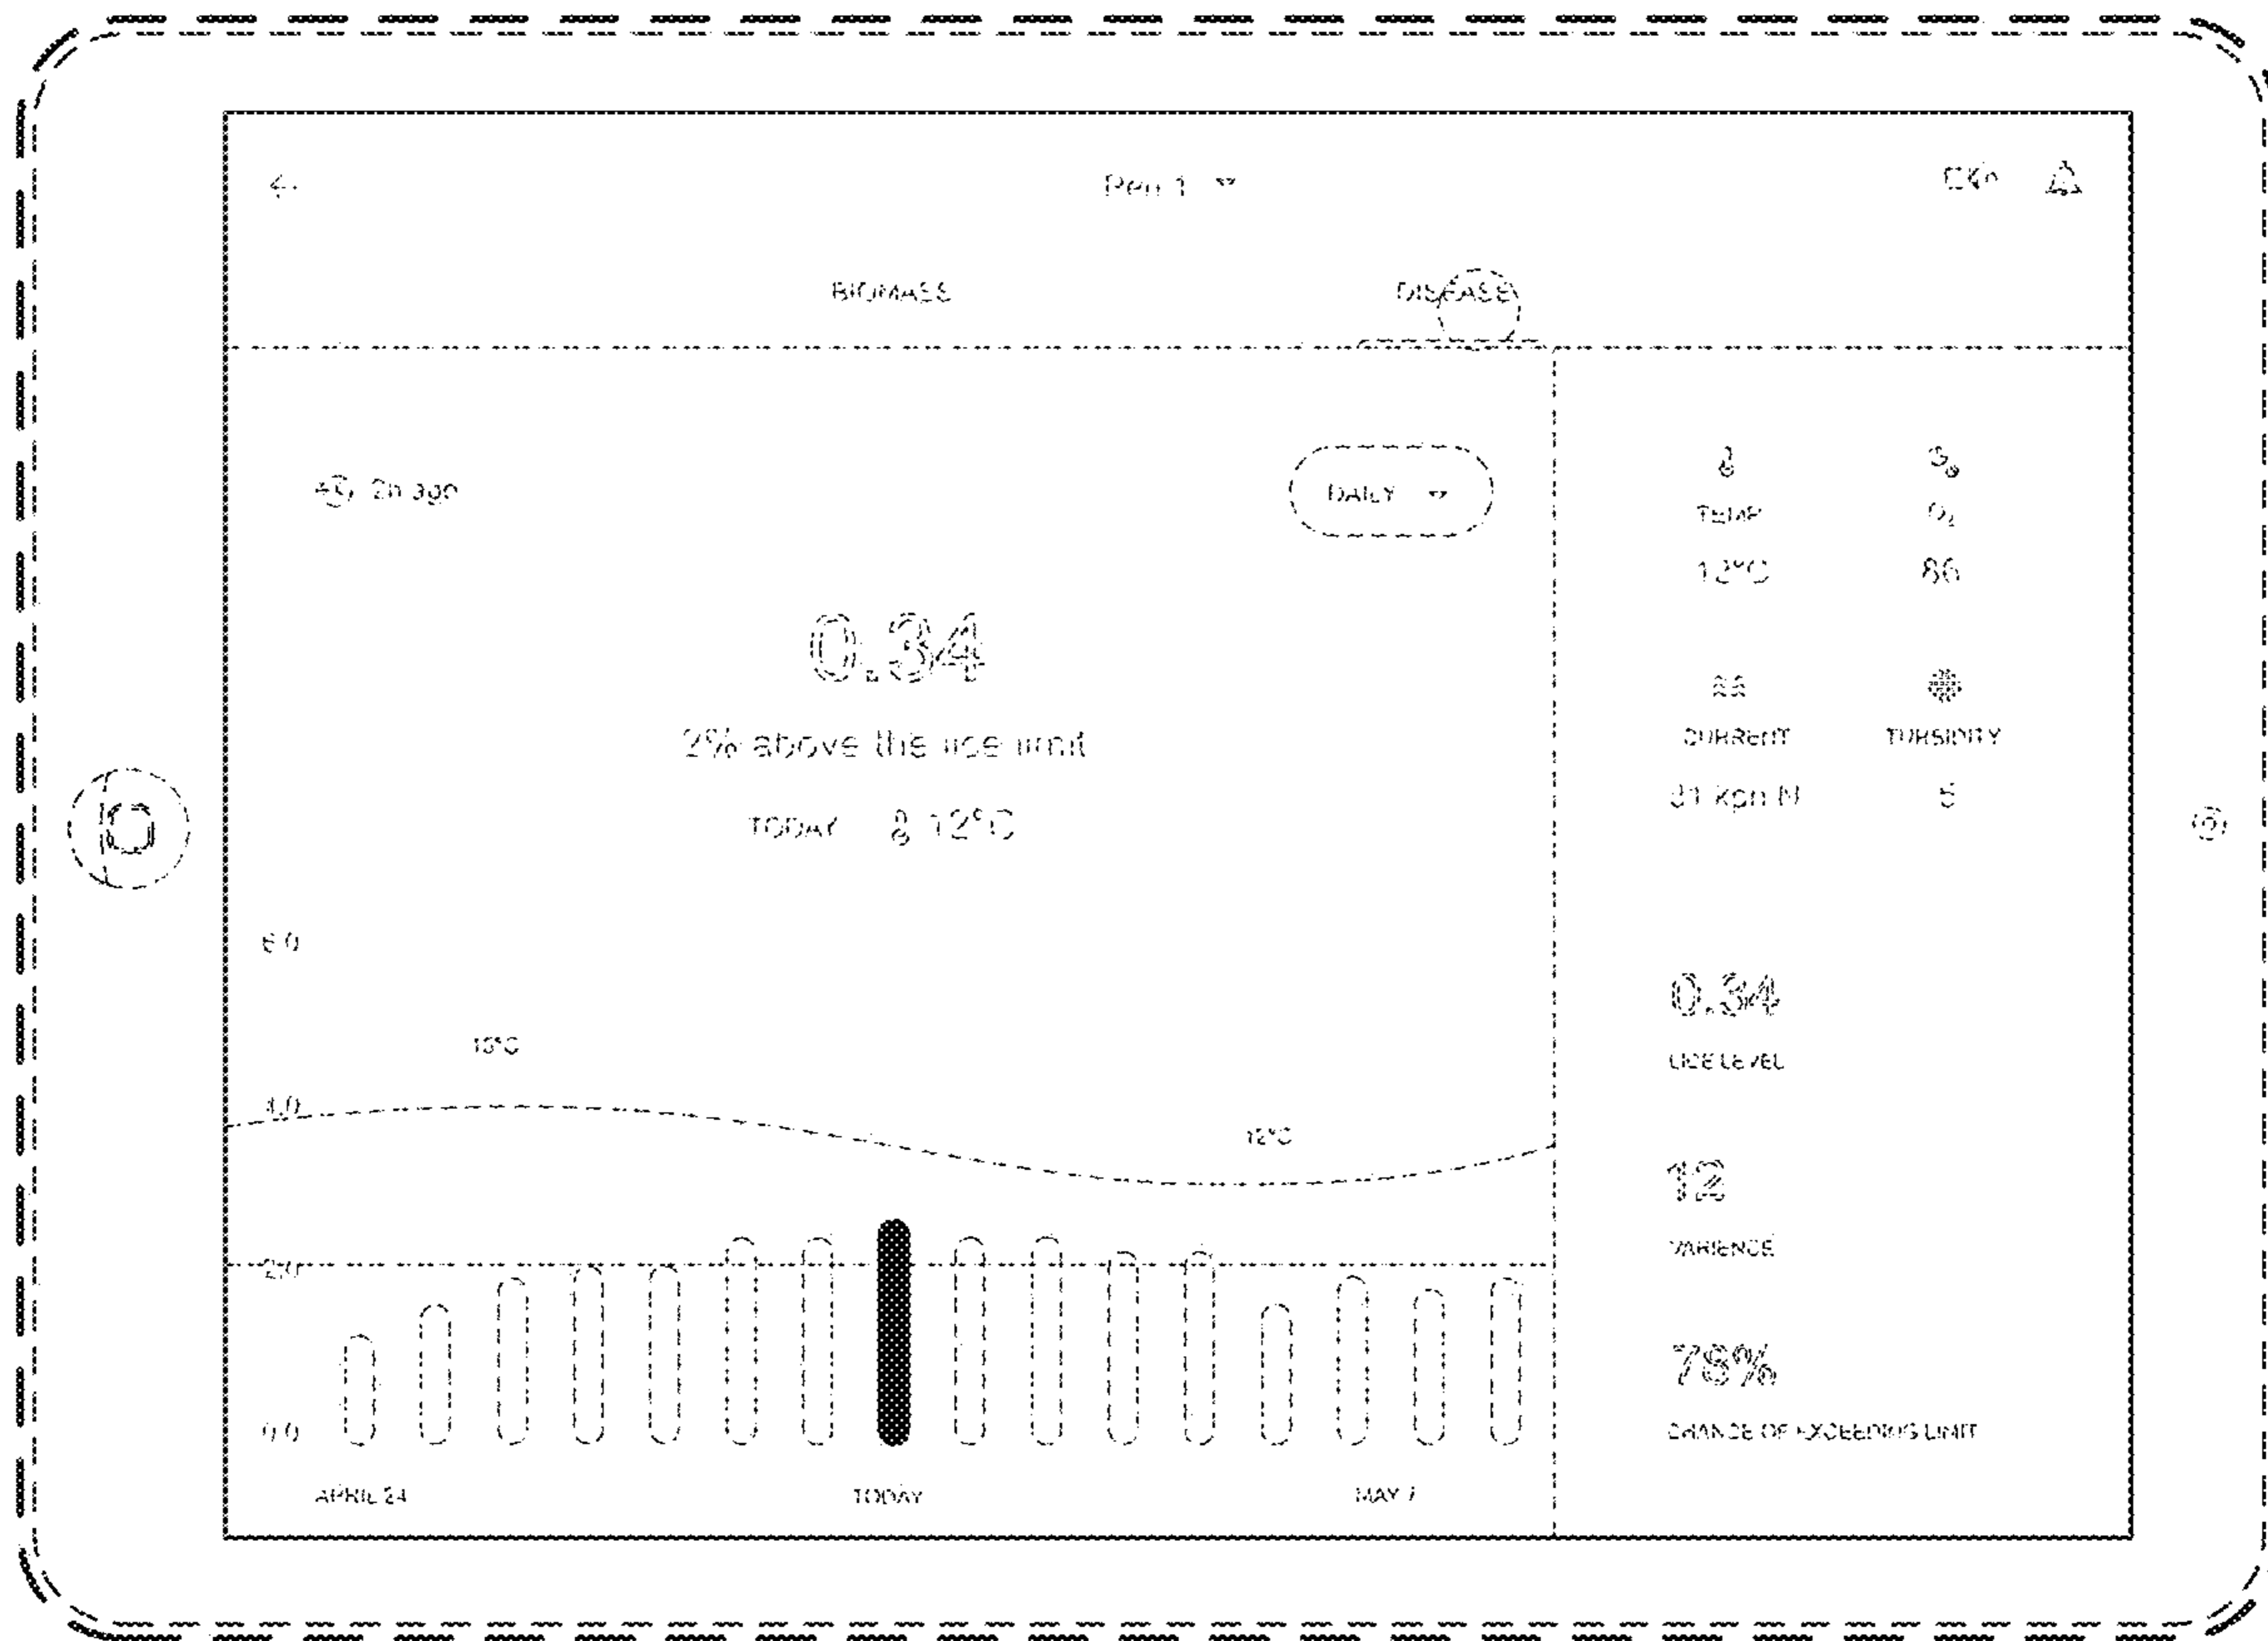 Pen 1
BIOMASS DISEASE
2h ago DAILY
TEMP O₂
12°C 86
0.34
2% above the lice limit
CURRENT TURSIDITY
kph N 5
TODAY 12°C
6.0
0.34
LICE LEVEL
13°C
4.0
12°C
12
VARIENCE
2.0
78%
0.0
CHANCE OF EXCEEDING LIMIT
APRIL 24 TODAY MAY 7